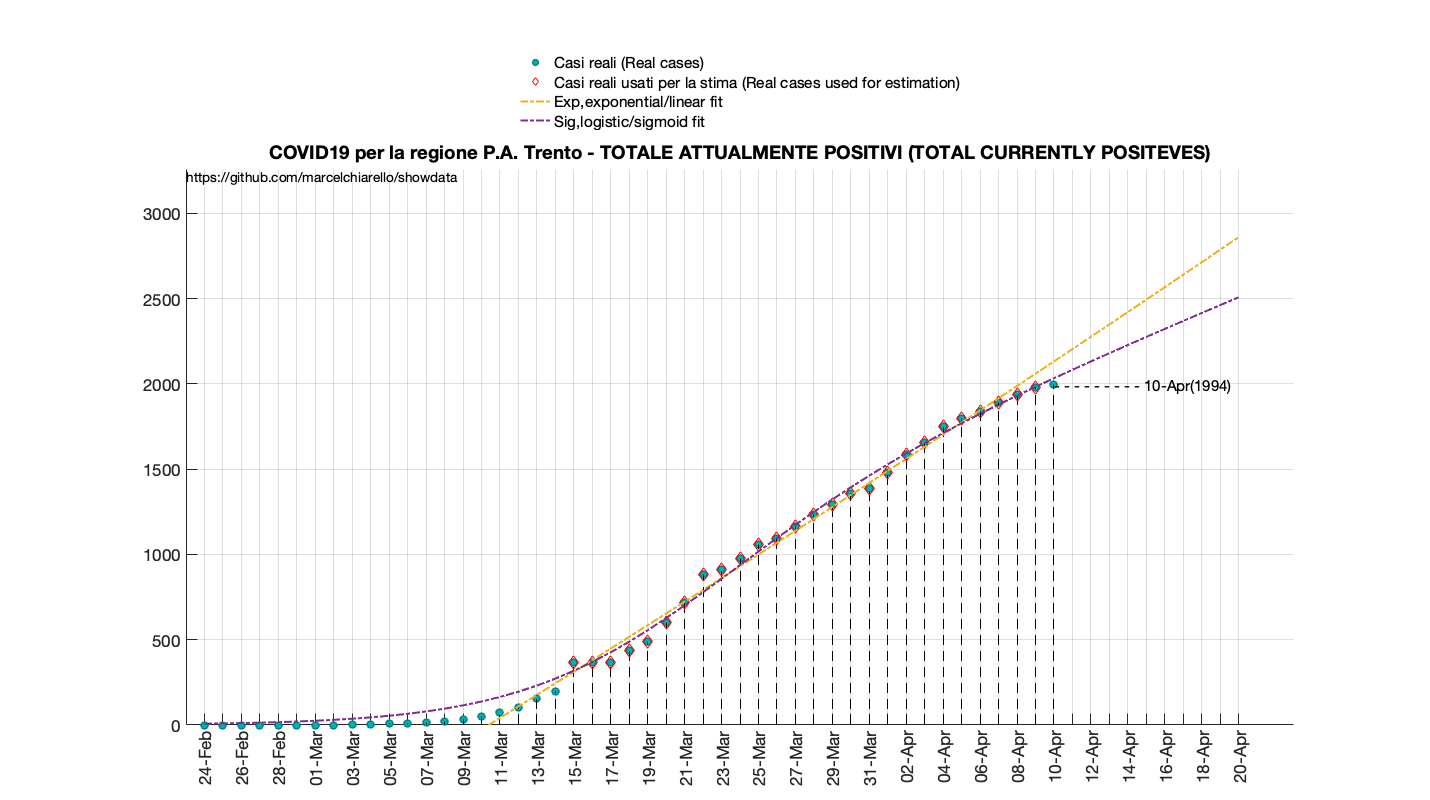 Casi reali (Real cases)
Casi reali usati per la stima (Real cases used for estimation)
Exp,exponential/linear fit
Sig,logistic/sigmoid fit
COVID19 per la regione P.A. Trento - TOTALE ATTUALMENTE POSITIVI (TOTAL CURRENTLY POSITEVES)
https://github.com/marcelchiarello/showdata
3000
2500
2000
10-Apr(1994)
1500
1000
500
0
24-Feb
26-Feb
28-Feb
01-Mar
03-Mar
05-Mar
07-Mar
09-Mar
11-Mar
13-Mar
15-Mar
17-Mar
19-Mar
21-Mar
23-Mar
25-Mar
27-Mar
29-Mar
31-Mar
02-Apr
04-Apr
06-Apr
08-Apr
10-Apr
12-Apr
14-Apr
16-Apr
18-Apr
20-Apr